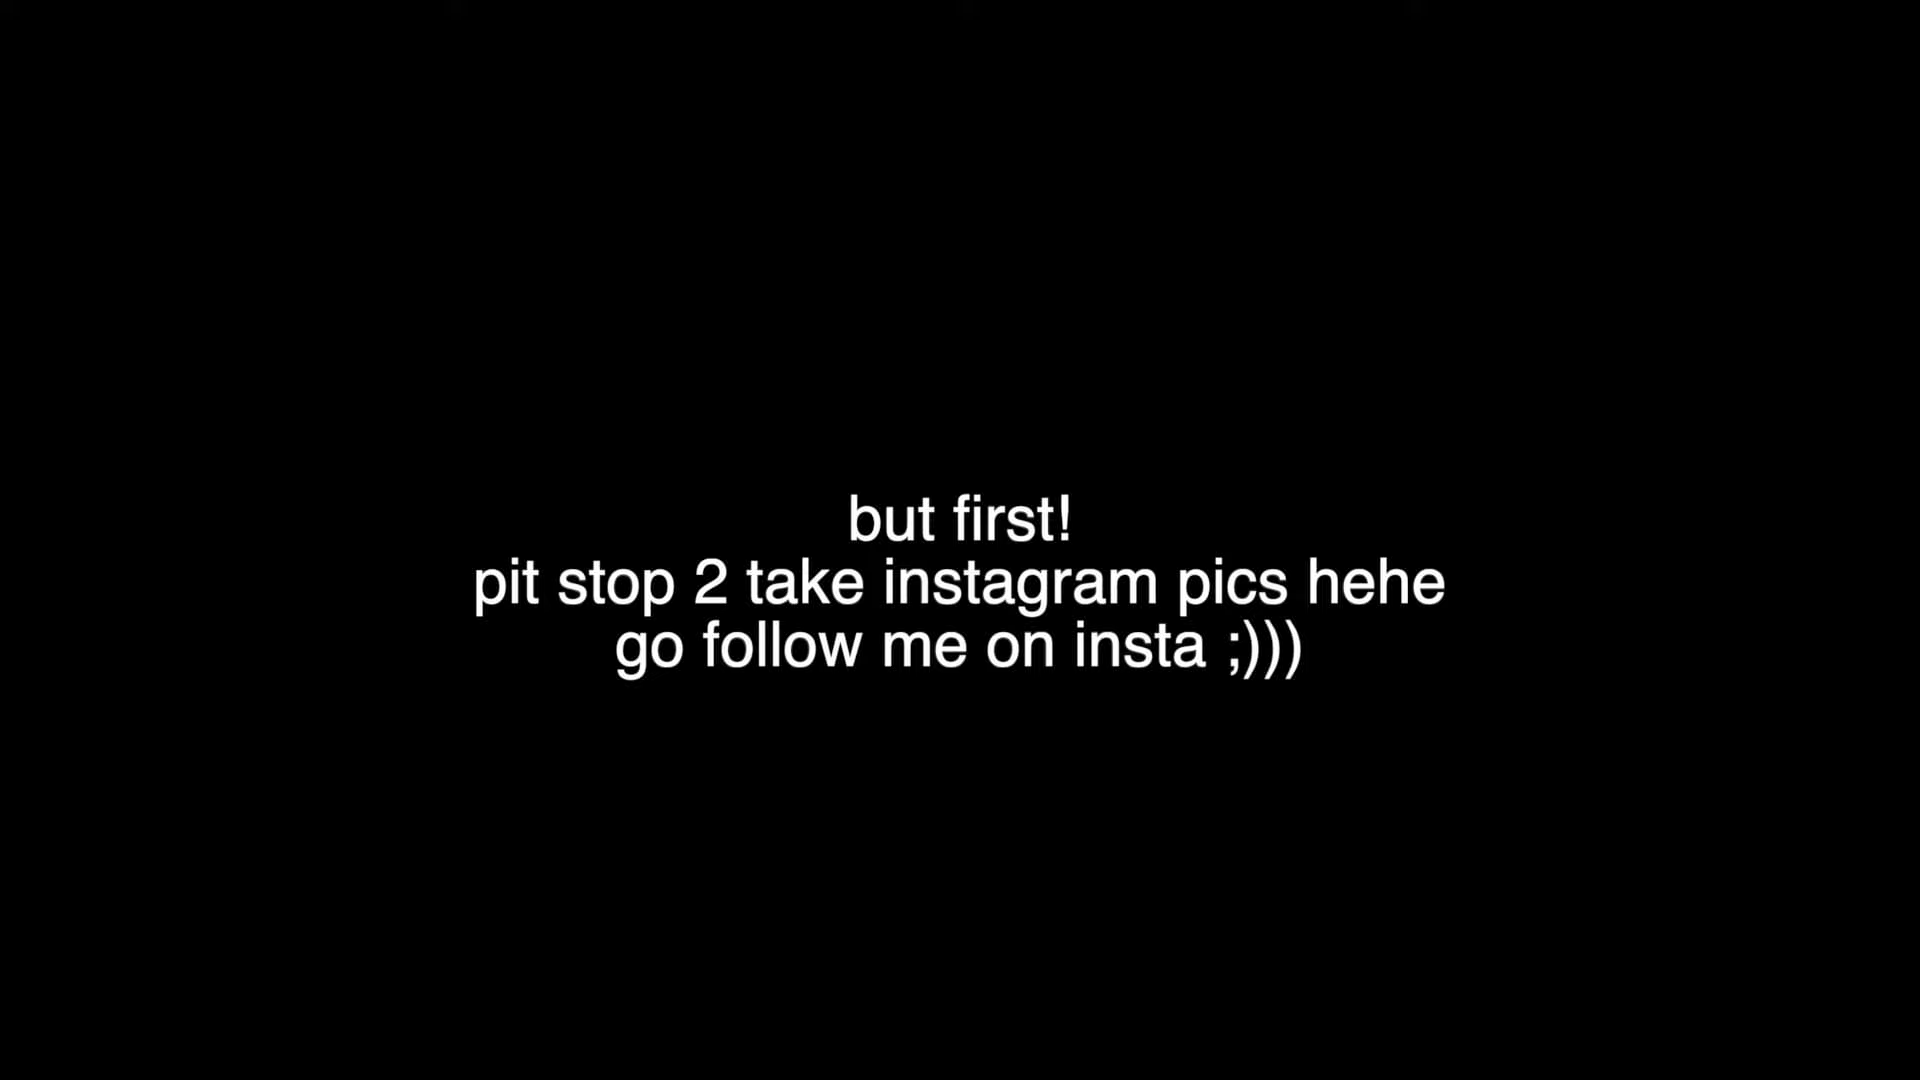 but first!
pit stop 2 take instagram pics hehe
go follow me on insta ;)))